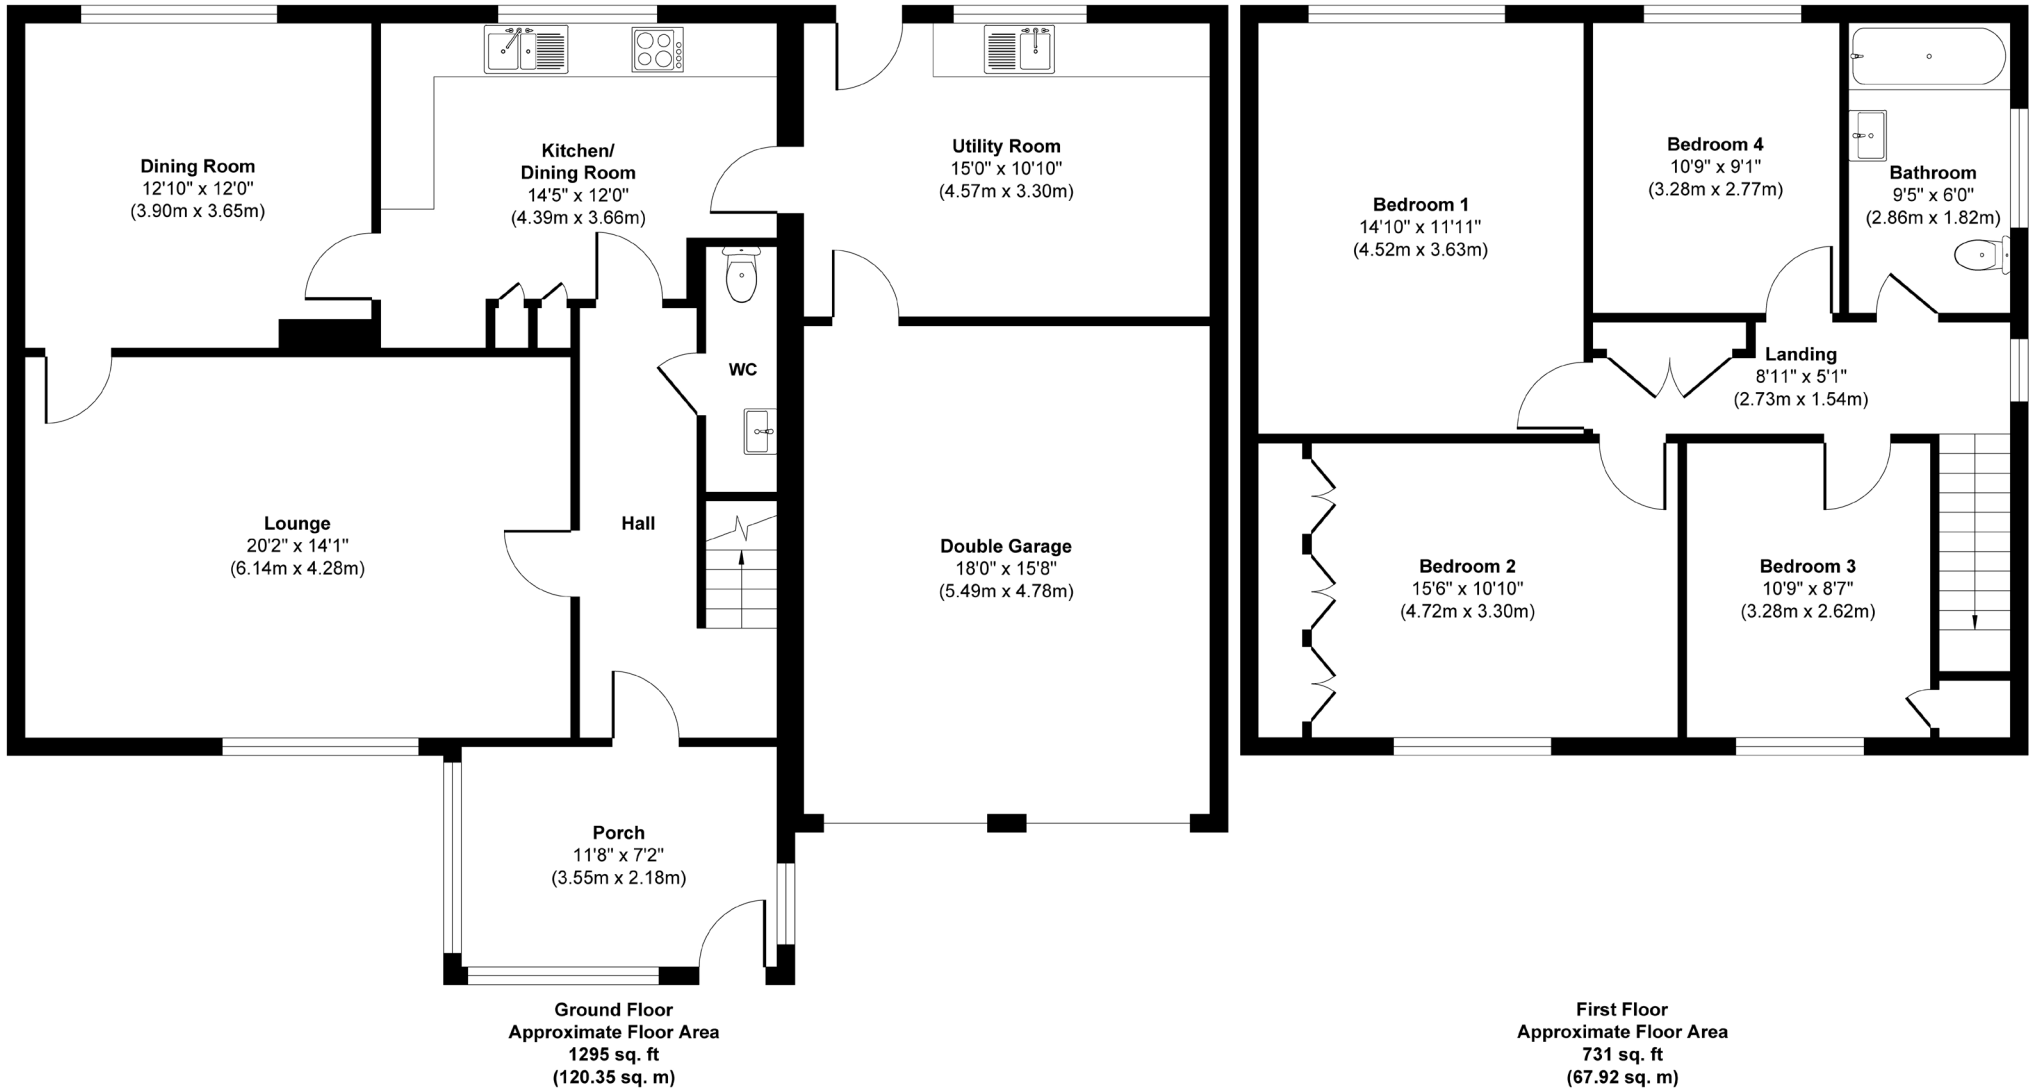 Dining Room
12'10" x 12'0"
(3.90m x 3.65m)
Kitchen/
Dining Room
14'5" x 12'0"
(4.39m x 3.66m)
Utility Room
15'0" x 10'10"
(4.57m x 3.30m)
WC
Lounge
20'2" x 14'1"
(6.14m x 4.28m)
Hall
Double Garage
18'0" x 15'8"
(5.49m x 4.78m)
Porch
11'8" x 7'2"
(3.55m x 2.18m)
Ground Floor
Approximate Floor Area
1295 sq. ft
(120.35 sq. m)
Bedroom 1
14'10" x 11'11"
(4.52m x 3.63m)
Bedroom 4
10'9" x 9'1"
(3.28m x 2.77m)
Bathroom
9'5" x 6'0"
(2.86m x 1.82m)
Landing
8'11" x 5'1"
(2.73m x 1.54m)
Bedroom 2
15'6" x 10'10"
(4.72m x 3.30m)
Bedroom 3
10'9" x 8'7"
(3.28m x 2.62m)
First Floor
Approximate Floor Area
731 sq. ft
(67.92 sq. m)